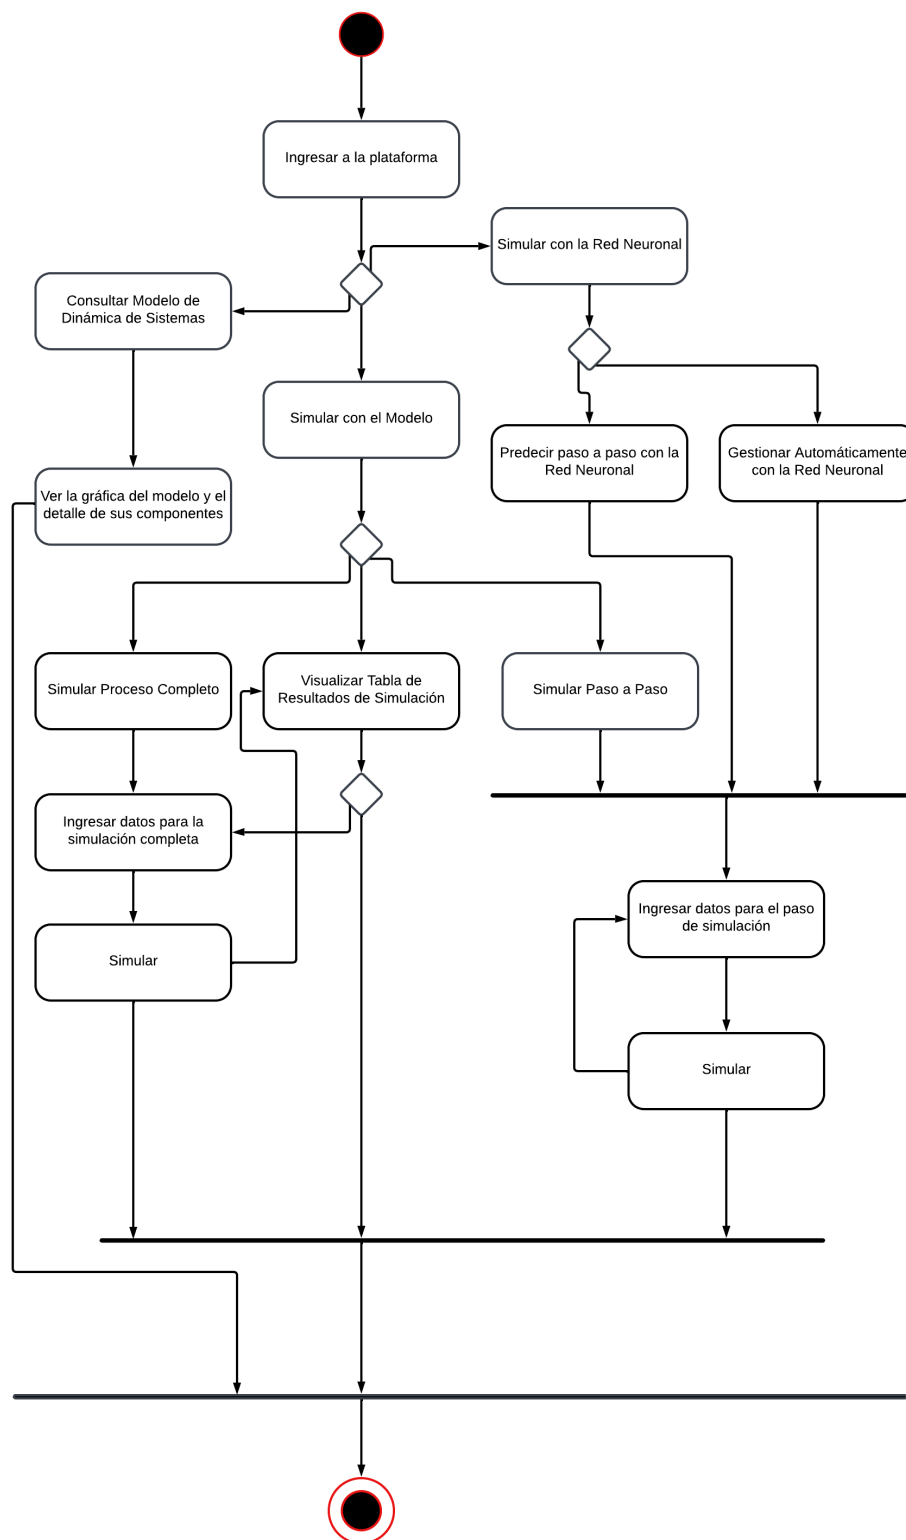 Ingresar a la plataforma
Simular con la Red Neuronal
Consultar Modelo de
Dinámica de Sistemas
Simular con el Modelo
Predecir paso a paso con la
Red Neuronal
Gestionar Automáticamente
con la Red Neuronal
Ver la gráfica del modelo y el
detalle de sus componentes
Simular Proceso Completo
Visualizar Tabla de
Resultados de Simulación
Simular Paso a Paso
Ingresar datos para la
simulación completa
Ingresar datos para el paso
de simulación
Simular
Simular